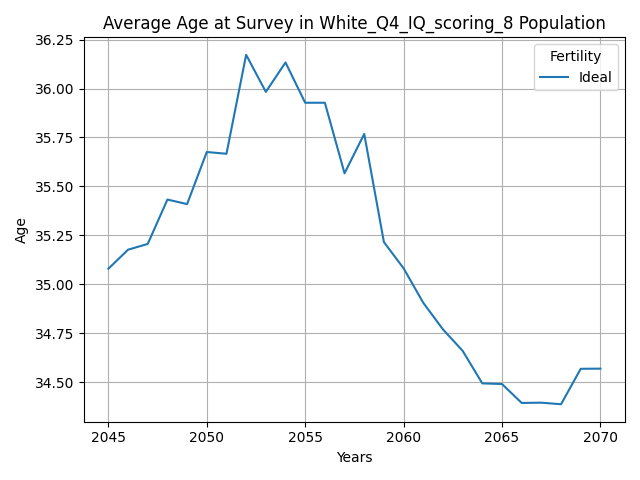 Average Age at Survey in White_Q4_IQ_scoring_8 Population
Fertility
Ideal
Age
36.25
36.00
35.75
35.50
35.25
35.00
34.75
34.50
2045 2050 2055 2060 2065 2070
Years